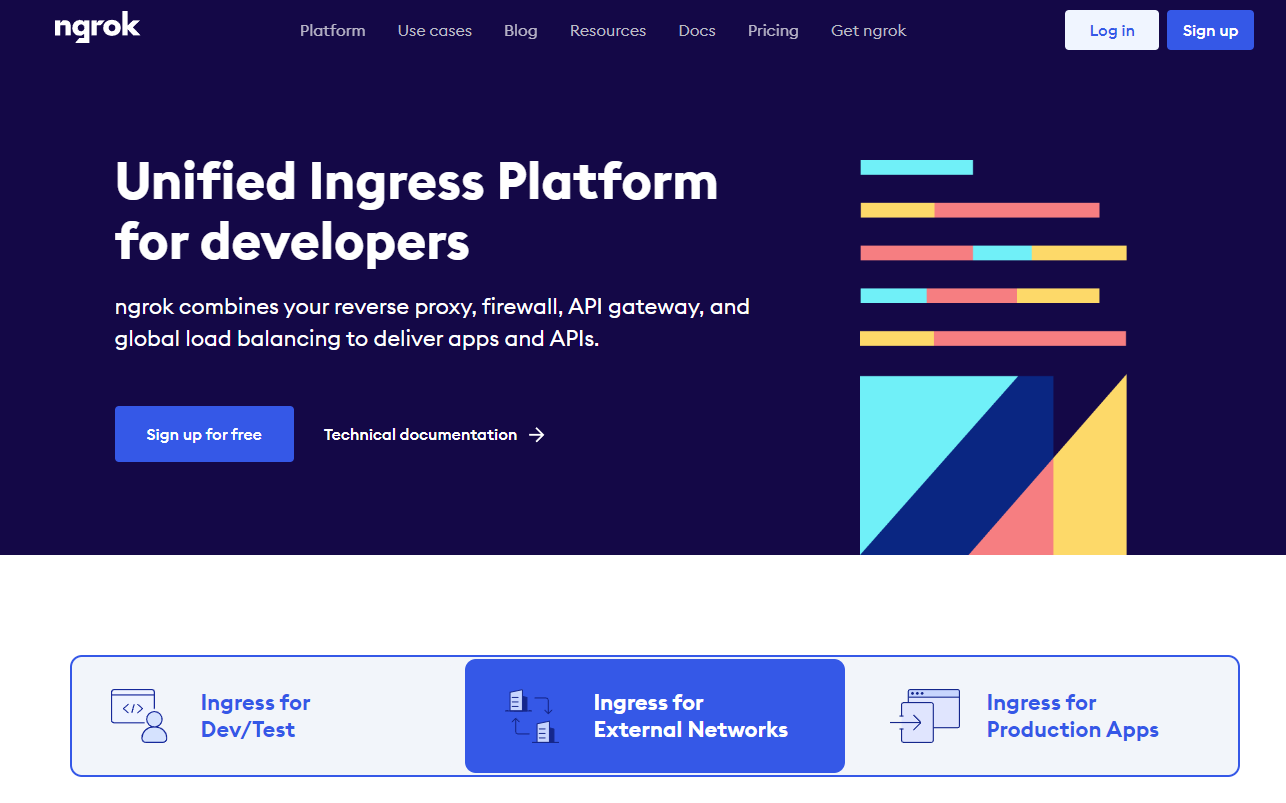 ngrok
Platform
Use cases
Blog
Resources
Docs
Pricing
Get ngrok
Log in
Sign up
Unified Ingress Platform
for developers
ngrok combines your reverse proxy, firewall, API gateway, and
global load balancing to deliver apps and APIs.
Sign up for free
Technical documentation →
</>
Ingress for
Dev/Test
Ingress for
External Networks
Ingress for
Production Apps